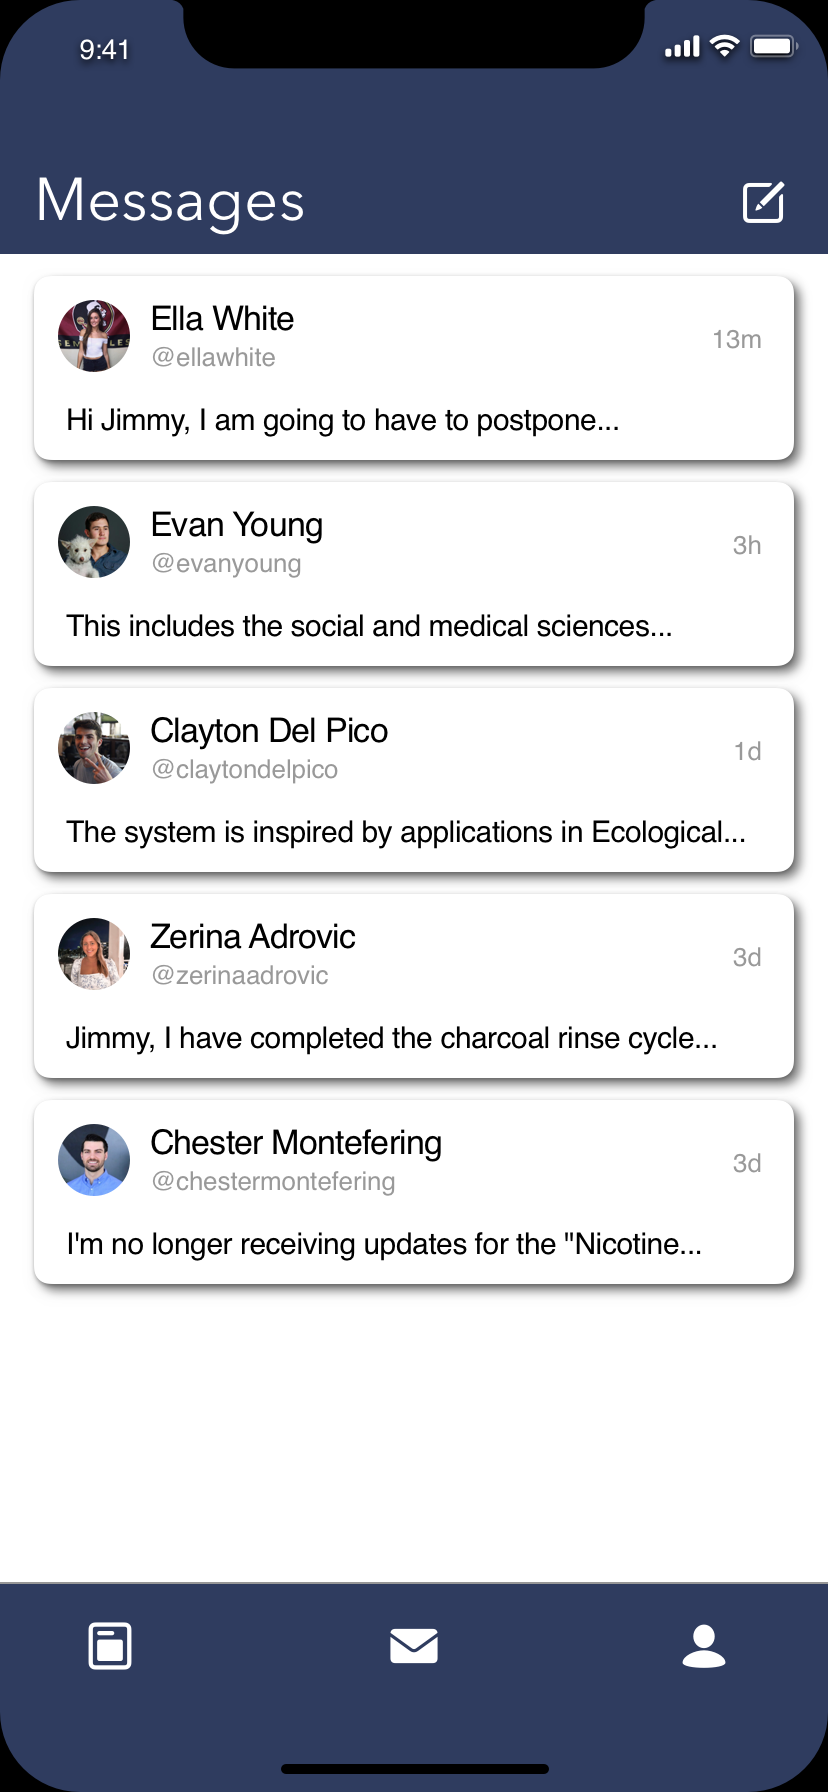 9:41
Messages
Ella White
@ellawhite
13m
Hi Jimmy, I am going to have to postpone...
Evan Young
@evanyoung
3h
This includes the social and medical sciences...
Clayton Del Pico
@claytondelpico
1d
The system is inspired by applications in Ecological...
Zerina Adrovic
@zerinaadrovic
3d
Jimmy, I have completed the charcoal rinse cycle...
Chester Montefering
@chestermontefering
3d
I'm no longer receiving updates for the "Nicotine...